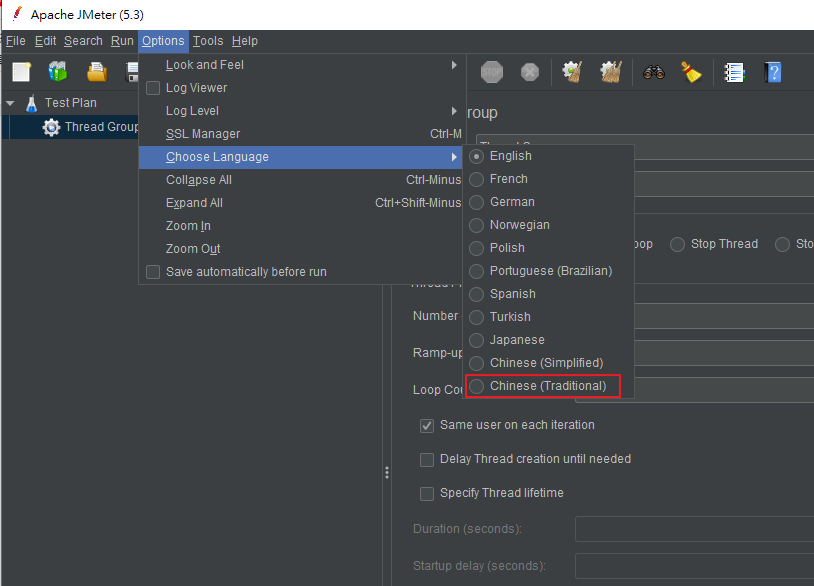 Apache JMeter (5.3)
File Edit Search Run Options Tools Help
Look and Feel
Log Viewer
Log Level
SSL Manager Ctrl-M
Choose Language
Collapse All Ctrl-Minus
Expand All Ctrl+Shift-Minus
Zoom In
Zoom Out
Save automatically before run
Test Plan
Thread Group
English
French
German
Norwegian
Polish
Portuguese (Brazilian)
Spanish
Turkish
Japanese
Chinese (Simplified)
Chinese (Traditional)
roup
oop Stop Thread Sto
Number
Ramp-up
Loop Cou
Same user on each iteration
Delay Thread creation until needed
Specify Thread lifetime
Duration (seconds):
Startup delay (seconds):